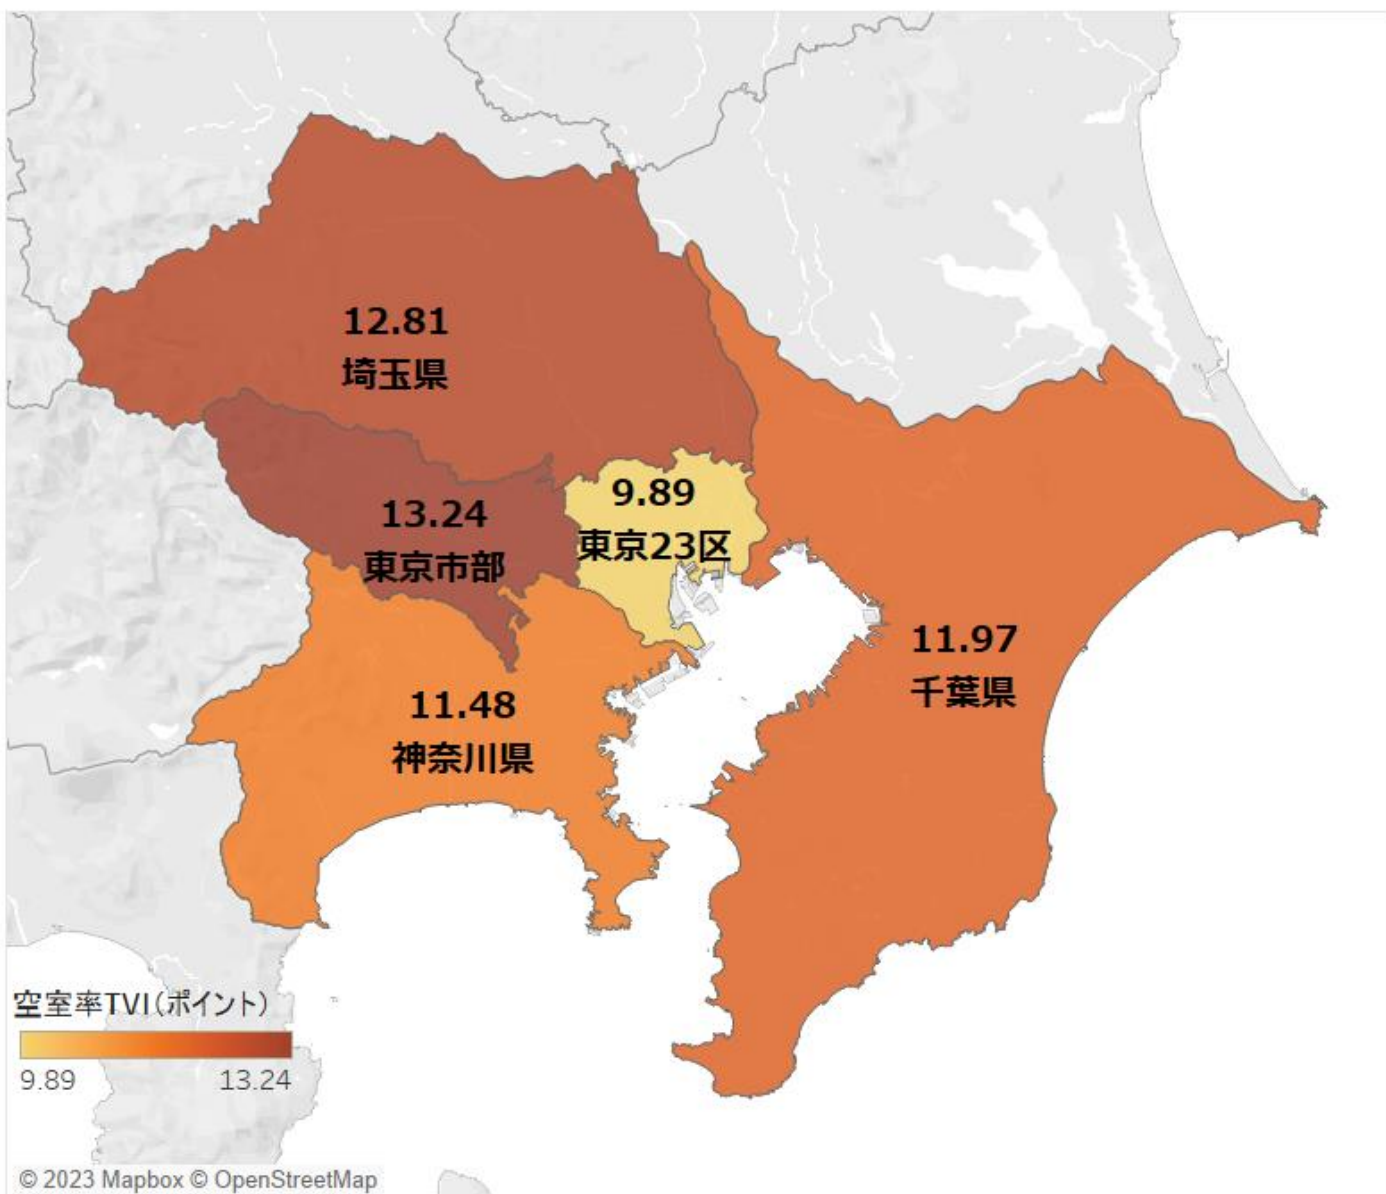 12.81
埼玉県
9.89
東京23区
13.24
東京市部
11.97
千葉県
11.48
神奈川県
空室率TVI(ポイント)
9.89 13.24
© 2023 Mapbox © OpenStreetMap